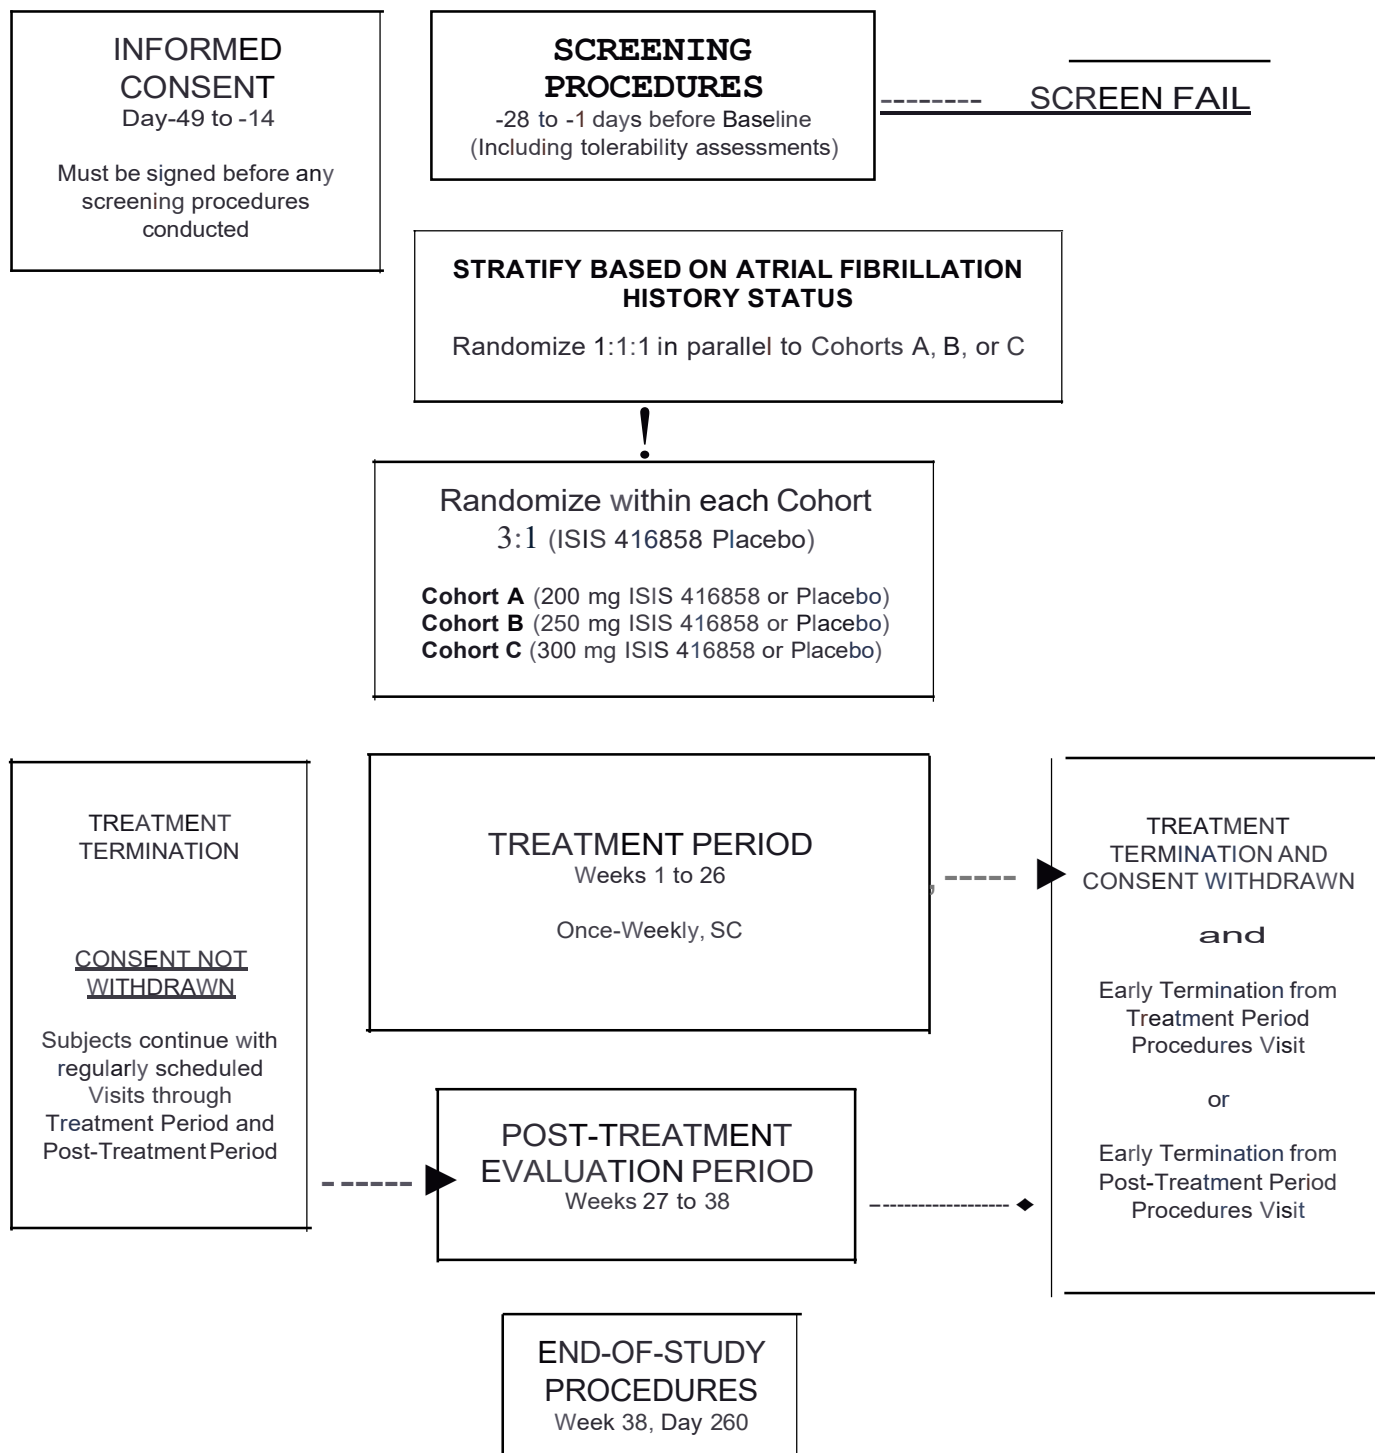 INFORMED
CONSENT
Day-49 to -14
Must be signed before any
screening procedures
conducted
SCREENING
PROCEDURES
-28 to -1 days before Baseline
(Including tolerability assessments)
SCREEN FAIL
STRATIFY BASED ON ATRIAL FIBRILLATION
HISTORY STATUS
Randomize 1:1:1 in parallel to Cohorts A, B, or C
!
Randomize within each Cohort
3:1 (ISIS 416858 Placebo)
Cohort A (200 mg ISIS 416858 or Placebo)
Cohort B (250 mg ISIS 416858 or Placebo)
Cohort C (300 mg ISIS 416858 or Placebo)
TREATMENT
TERMINATION
CONSENT NOT
WITHDRAWN
Subjects continue with
regularly scheduled
Visits through
Treatment Period and
Post-Treatment Period
TREATMENT PERIOD
Weeks 1 to 26
Once-Weekly, SC
POST-TREATMENT
EVALUATION PERIOD
Weeks 27 to 38
TREATMENT
TERMINATION AND
CONSENT WITHDRAWN
and
Early Termination from
Treatment Period
Procedures Visit
or
Early Termination from
Post-Treatment Period
Procedures Visit
END-OF-STUDY
PROCEDURES
Week 38, Day 260